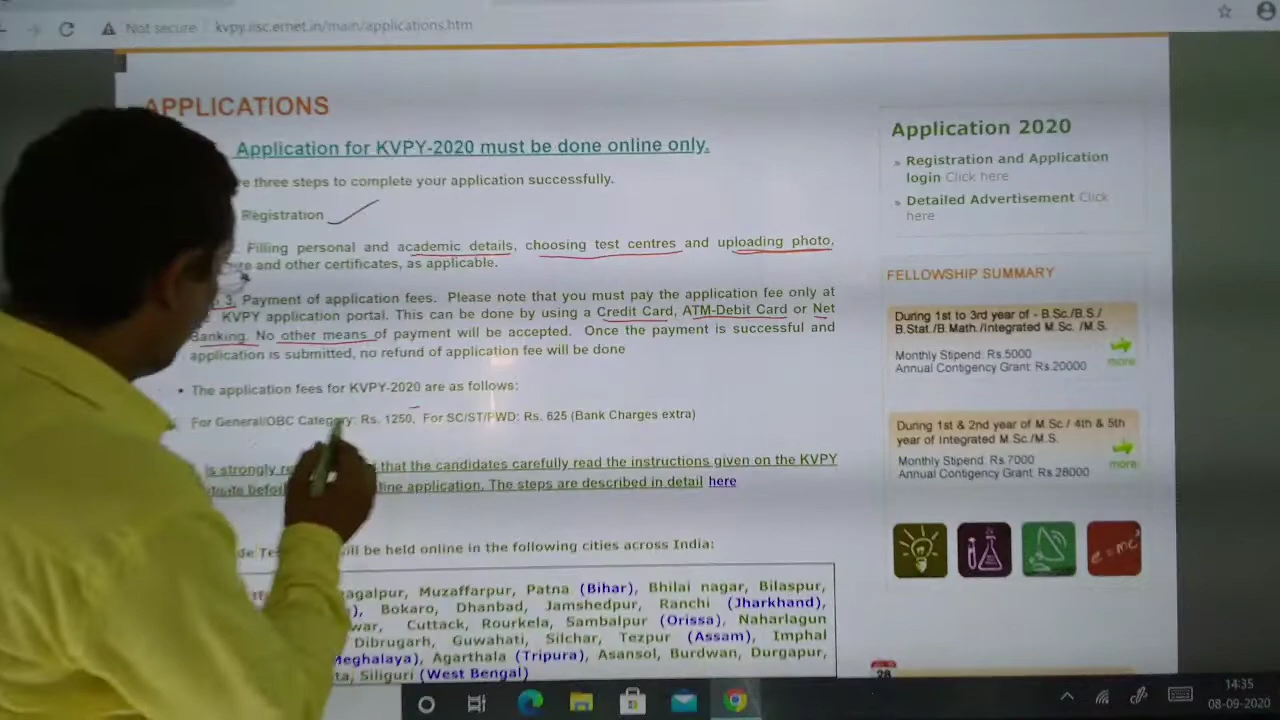 Not secure kvpy.iisc.ernet.in/main/applications.htm
APPLICATIONS
Application for KVPY-2020 must be done online only.
three steps to complete your application successfully.
Registration
Filling personal and academic details, choosing test centres and uploading photo,
and other certificates, as applicable.
3, Payment of application fees. Please note that you must pay the application fee only at
KVPY application portal. This can be done by using a Credit Card, ATM-Debit Card or Net
Banking. No other means of payment will be accepted. Once the payment is successful and
application is submitted, no refund of application fee will be done
• The application fees for KVPY-2020 are as follows:
For General/OBC Category: Rs. 1250, For SC/ST/PWD: Rs. 625 (Bank Charges extra)
is strongly that the candidates carefully read the instructions given on the KVPY
application. The steps are described in detail here
be held online in the following cities across India:
Muzaffarpur, Patna (Bihar), Bhilai nagar, Bilaspur,
Bokaro, Dhanbad, Jamshedpur, Ranchi (Jharkhand),
Cuttack, Rourkela, Sambalpur (Orissa), Naharlagun
Dibrugarh, Guwahati, Silchar, Tezpur (Assam), Imphal
Meghalaya), Agarthala (Tripura), Asansol, Burdwan, Durgapur,
Siliguri (West Bengal)
Application 2020
» Registration and Application
login Click here
» Detailed Advertisement Click
here
FELLOWSHIP SUMMARY
During 1st to 3rd year of - B.Sc./B.S./
B.Stat./B.Math./Integrated M.Sc. /M.S.
Monthly Stipend: Rs.5000
Annual Contigency Grant: Rs.20000
more
During 1st & 2nd year of M.Sc./ 4th & 5th
year of Integrated M.Sc./M.S.
Monthly Stipend: Rs.7000
Annual Contigency Grant: Rs.28000
more
e=mc²
28
14:35
08-09-2020